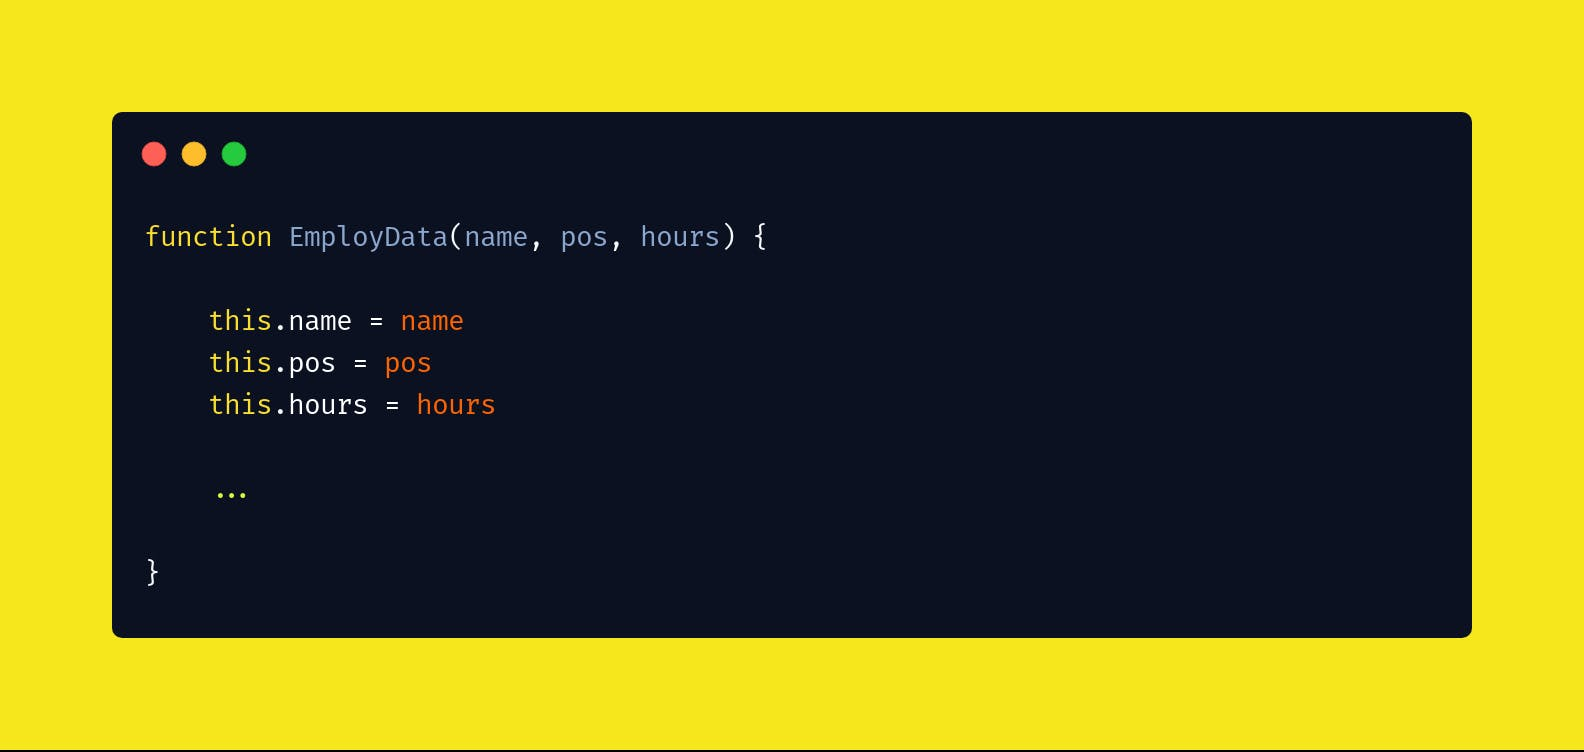 function EmployData(name, pos, hours) {
this.name = name
this.pos = pos
this.hours = hours
...
}